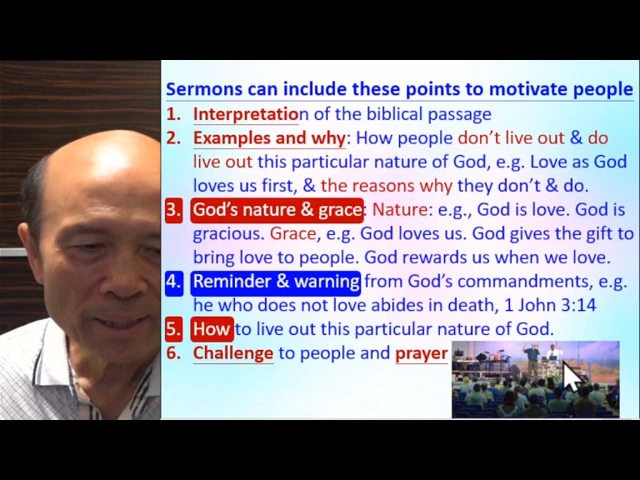 Sermons can include these points to motivate people
1. Interpretation of the biblical passage
2. Examples and why: How people don't live out & do
live out this particular nature of God, e.g. Love as God
loves us first, & the reasons why they don't & do.
3. God's nature & grace: Nature: e.g., God is love. God is
gracious. Grace, e.g. God loves us. God gives the gift to
bring love to people. God rewards us when we love.
4. Reminder & warning from God's commandments, e.g.
he who does not love abides in death, 1 John 3:14
5. How to live out this particular nature of God.
6. Challenge to people and prayer